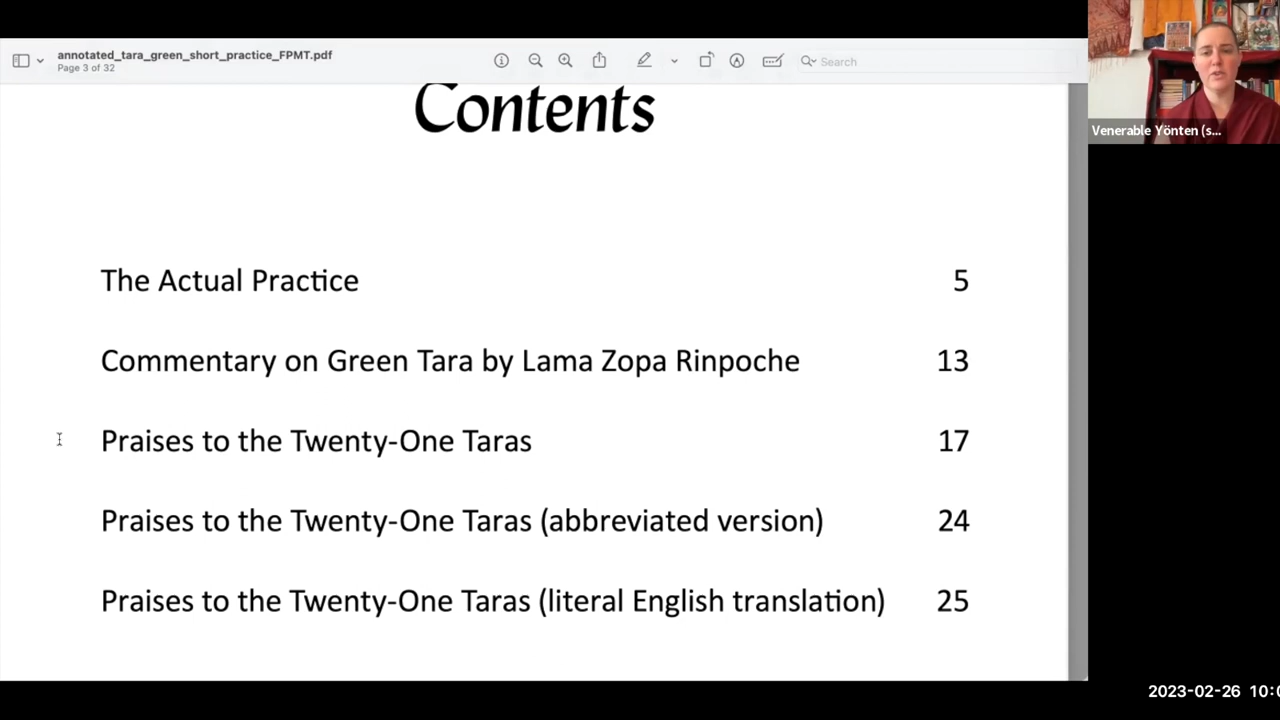 annotated_tara_green_short_practice_FPMT.pdf
Page 3 of 32
Search
Contents
The Actual Practice 5
Commentary on Green Tara by Lama Zopa Rinpoche 13
Praises to the Twenty-One Taras 17
Praises to the Twenty-One Taras (abbreviated version) 24
Praises to the Twenty-One Taras (literal English translation) 25
Venerable Yönten (s...
2023-02-26 10:0